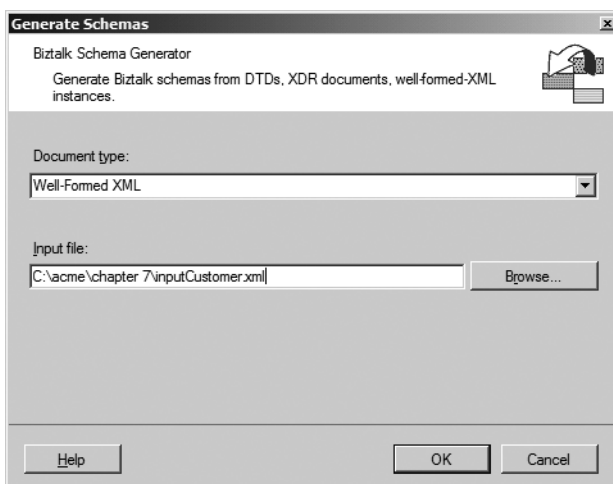 Generate Schemas
Biztalk Schema Generator
Generate Biztalk schemas from DTDs, XDR documents, well-formed-XML
instances.
Document type:
Well-Formed XML
Input file:
C:\acme\chapter 7\inputCustomer.xml
Browse...
Help
OK
Cancel